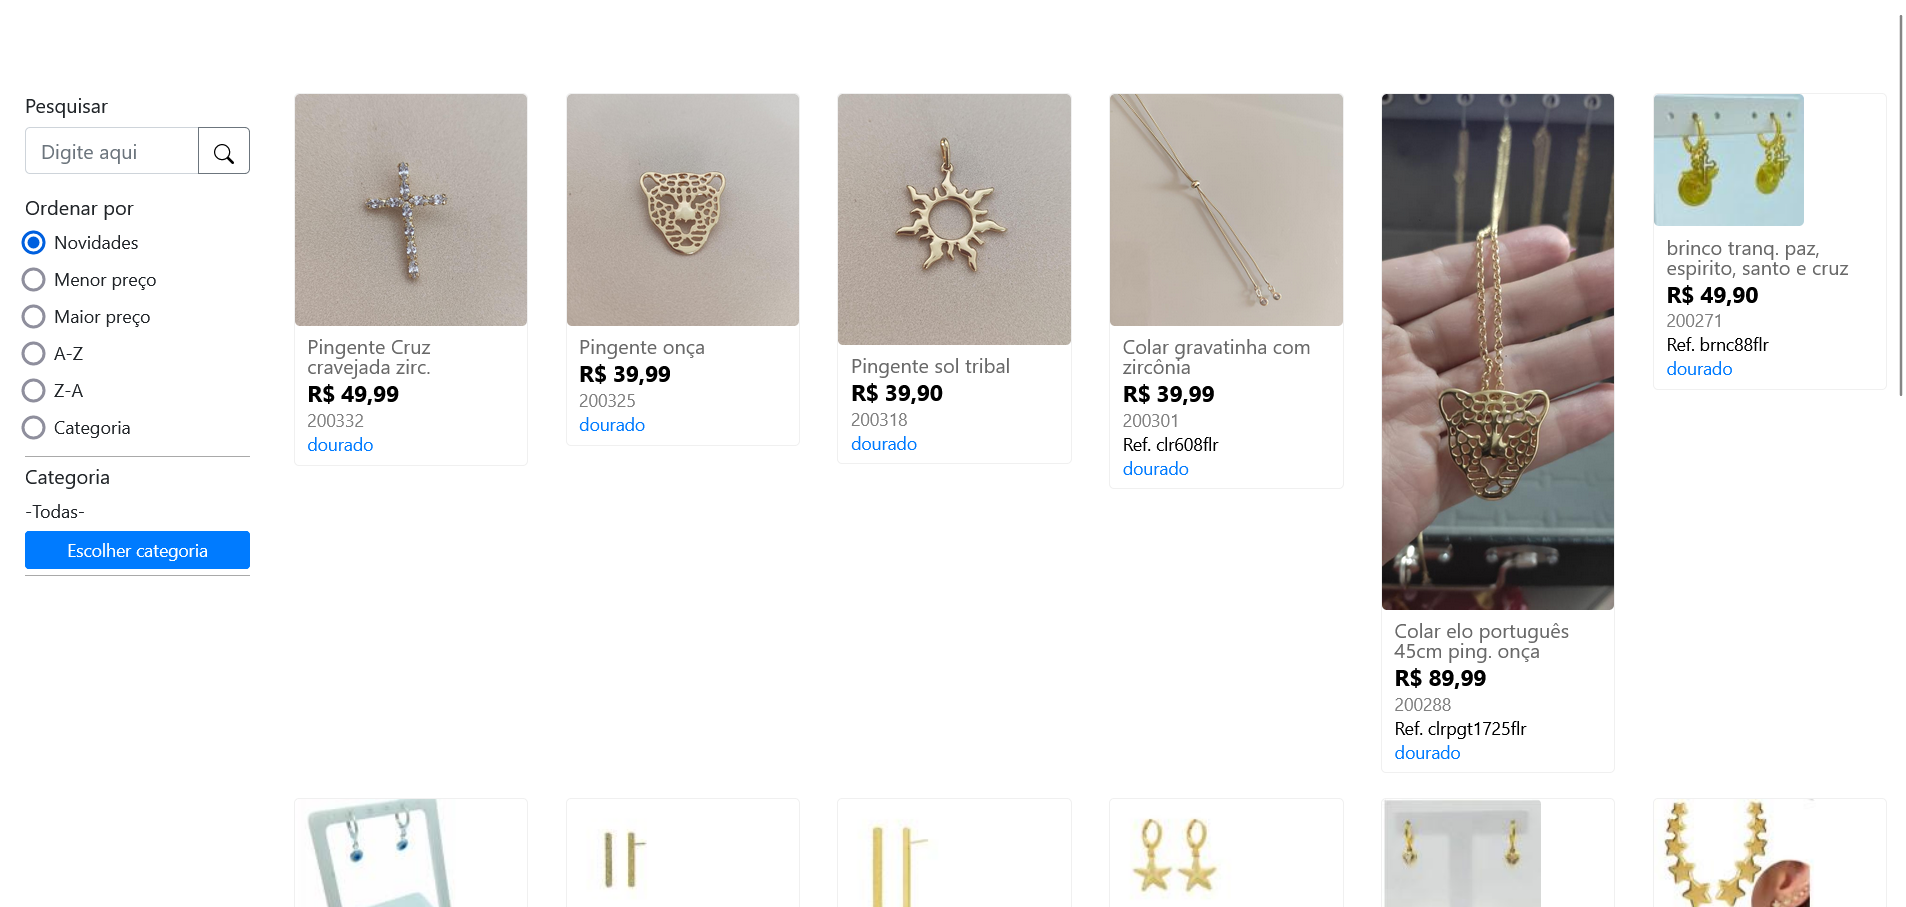 Pesquisar
Digite aqui
Ordenar por
Novidades
Menor preço
Maior preço
A-Z
Z-A
Categoria
Categoria
-Todas-
Escolher categoria
Pingente Cruz
cravejada zirc.
R$ 49,99
200332
dourado
Pingente onça
R$ 39,99
200325
dourado
Pingente sol tribal
R$ 39,90
200318
dourado
Colar gravatinha com
zircônia
R$ 39,99
200301
Ref. clr608flr
dourado
Colar elo português
45cm ping. onça
R$ 89,99
200288
Ref. clrpgt1725flr
dourado
brinco tranq. paz,
espirito, santo e cruz
R$ 49,90
200271
Ref. brnc88flr
dourado